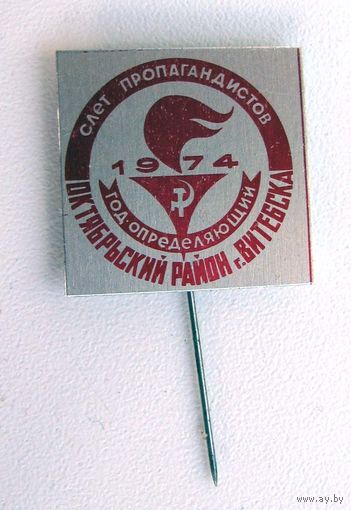 СЛЕТ ПРОПАГАНДИСТОВ
1974
ГОД·ОПРЕДЕЛЯЮЩИЙ
ОКТЯБРЬСКИЙ РАЙОН г. ВИТЕБСКА
www.ay.by